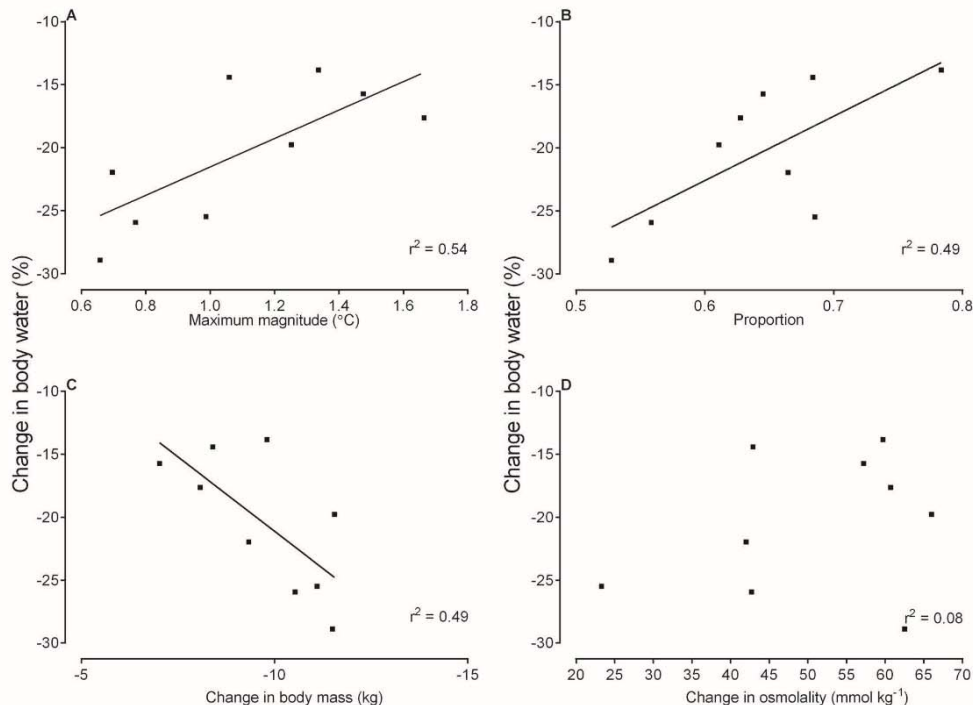 A
-10
-15
-20
-25
-30
0.6 0.8 1.0 1.2 1.4 1.6 1.8
Maximum magnitude (°C)
r² = 0.54
B
-10
-15
-20
-25
-30
0.5 0.6 0.7 0.8
Proportion
r² = 0.49
Change in body water (%)
Change in body water (%)
C
-10
-15
-20
-25
-30
-5 -10 -15
Change in body mass (kg)
r² = 0.49
D
-10
-15
-20
-25
-30
20 25 30 35 40 45 50 55 60 65 70
Change in osmolality (mmol kg⁻¹)
r² = 0.08